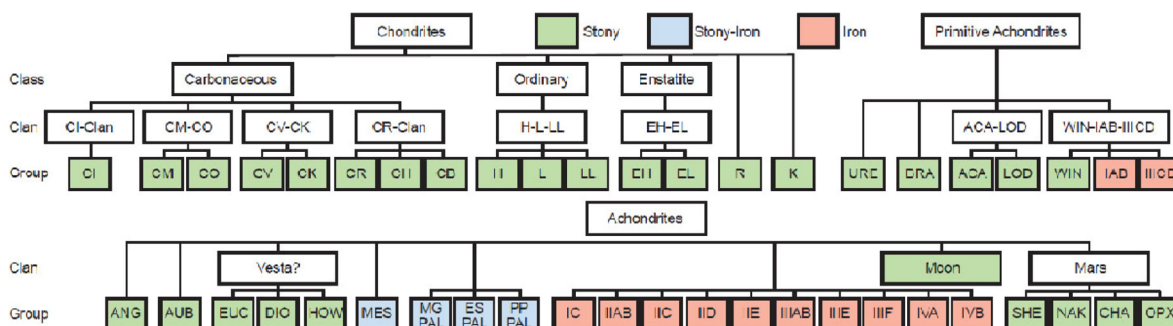 Chondrites Stony Stony-Iron Iron Primitive Achondrites
Class Carbonaceous Ordinary Enstatite
Clan CI-Clan CM-CO CV-CK CR-Clan H-L-LL EH-EL ACA-LOD WIN-IAB-IIICD
Group CI CM CO CV CK CR CH CB H L LL EH EL R K URE BRA ACA LOD WIN IAB IIICD
Achondrites
Clan Vesta? Moon Mars
Group ANG AUB EUC DIO HOW MES MG PAL ES PAL PP PAL IC IIAB IIC IID IE IIIAB IIIE IIIF IVA IVB SHE NAK CHA OPX